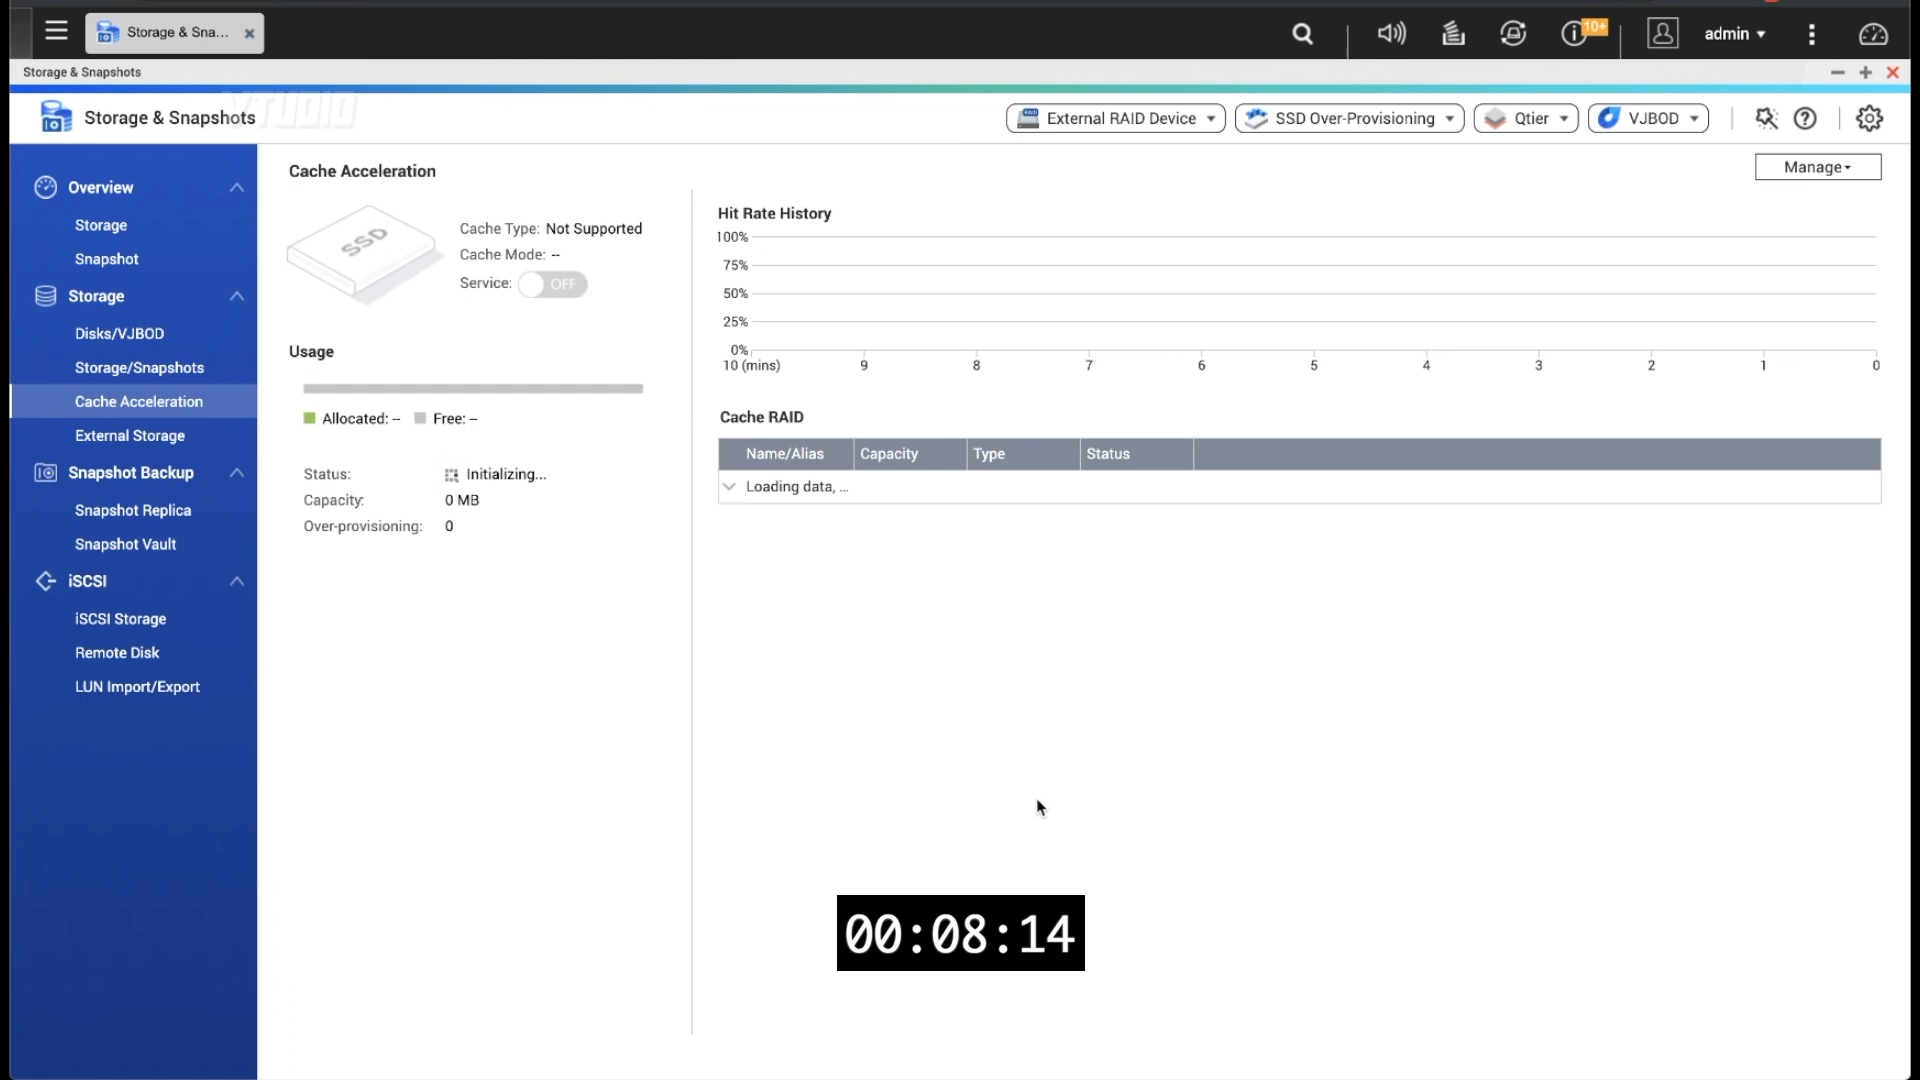 Storage & Sna...
10+
admin
Storage & Snapshots
Storage & Snapshots
External RAID Device
SSD Over-Provisioning
Qtier
VJBOD
Overview
Storage
Snapshot
Storage
Disks/VJBOD
Storage/Snapshots
Cache Acceleration
External Storage
Snapshot Backup
Snapshot Replica
Snapshot Vault
iSCSI
iSCSI Storage
Remote Disk
LUN Import/Export
Cache Acceleration
Manage
SSD
Cache Type: Not Supported
Cache Mode: --
Service: OFF
Usage
Allocated: -- Free: --
Status: Initializing...
Capacity: 0 MB
Over-provisioning: 0
Hit Rate History
100%
75%
50%
25%
0%
10 (mins) 9 8 7 6 5 4 3 2 1 0
Cache RAID
Name/Alias Capacity Type Status
Loading data, ...
00:08:14